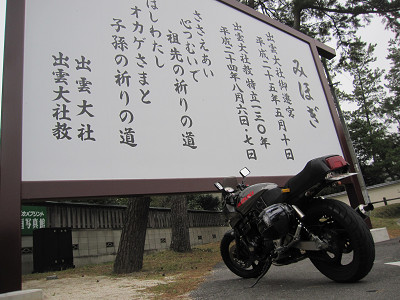 みほぎ
出雲大社御遷宮
平成二十五年五月十日
出雲大社教特立一三〇年
平成二十四年八月六日・七日
ささえあい
心つむいで
祖先の祈りの道
はしわたし
オカゲさまと
子孫の祈りの道
出雲大社
出雲大社教
写真館